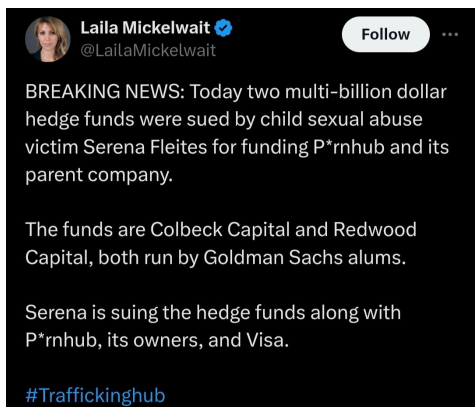 Laila Mickelwait
@LailaMickelwait
Follow
BREAKING NEWS: Today two multi-billion dollar
hedge funds were sued by child sexual abuse
victim Serena Fleites for funding P*rnhub and its
parent company.
The funds are Colbeck Capital and Redwood
Capital, both run by Goldman Sachs alums.
Serena is suing the hedge funds along with
P*rnhub, its owners, and Visa.
#Traffickinghub